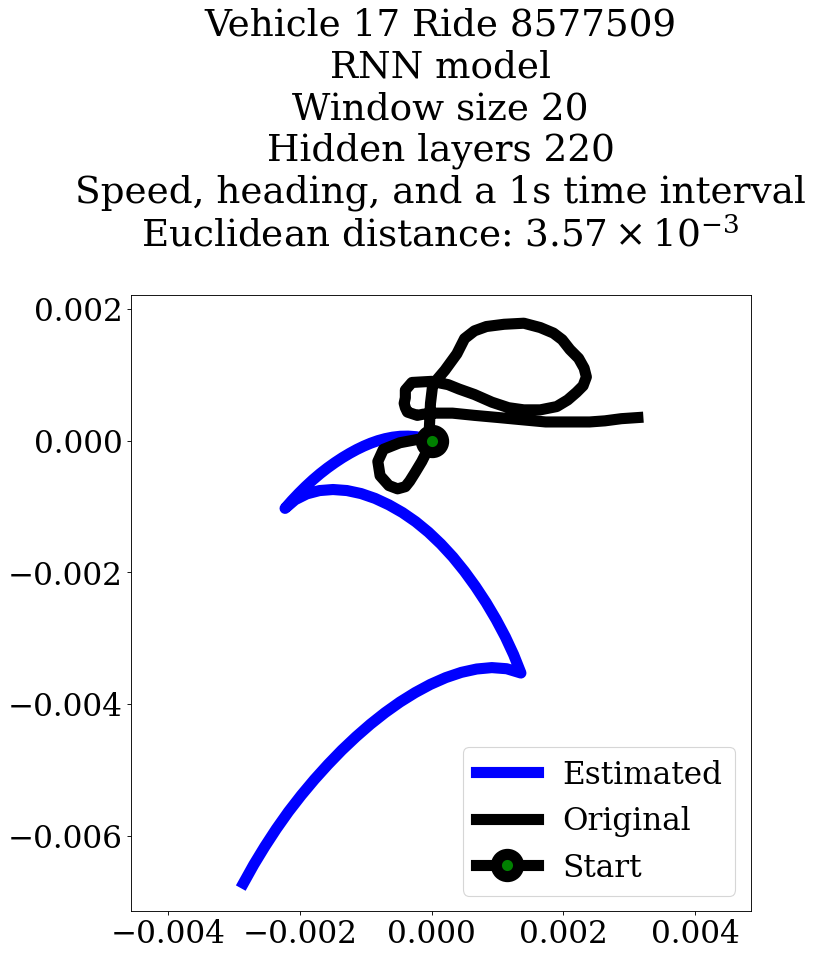 Vehicle 17 Ride 8577509
RNN model
Window size 20
Hidden layers 220
Speed, heading, and a 1s time interval
Euclidean distance: 3.57 × 10⁻³
0.002
0.000
−0.002
−0.004
−0.006
−0.004 −0.002 0.000 0.002 0.004
Estimated
Original
Start